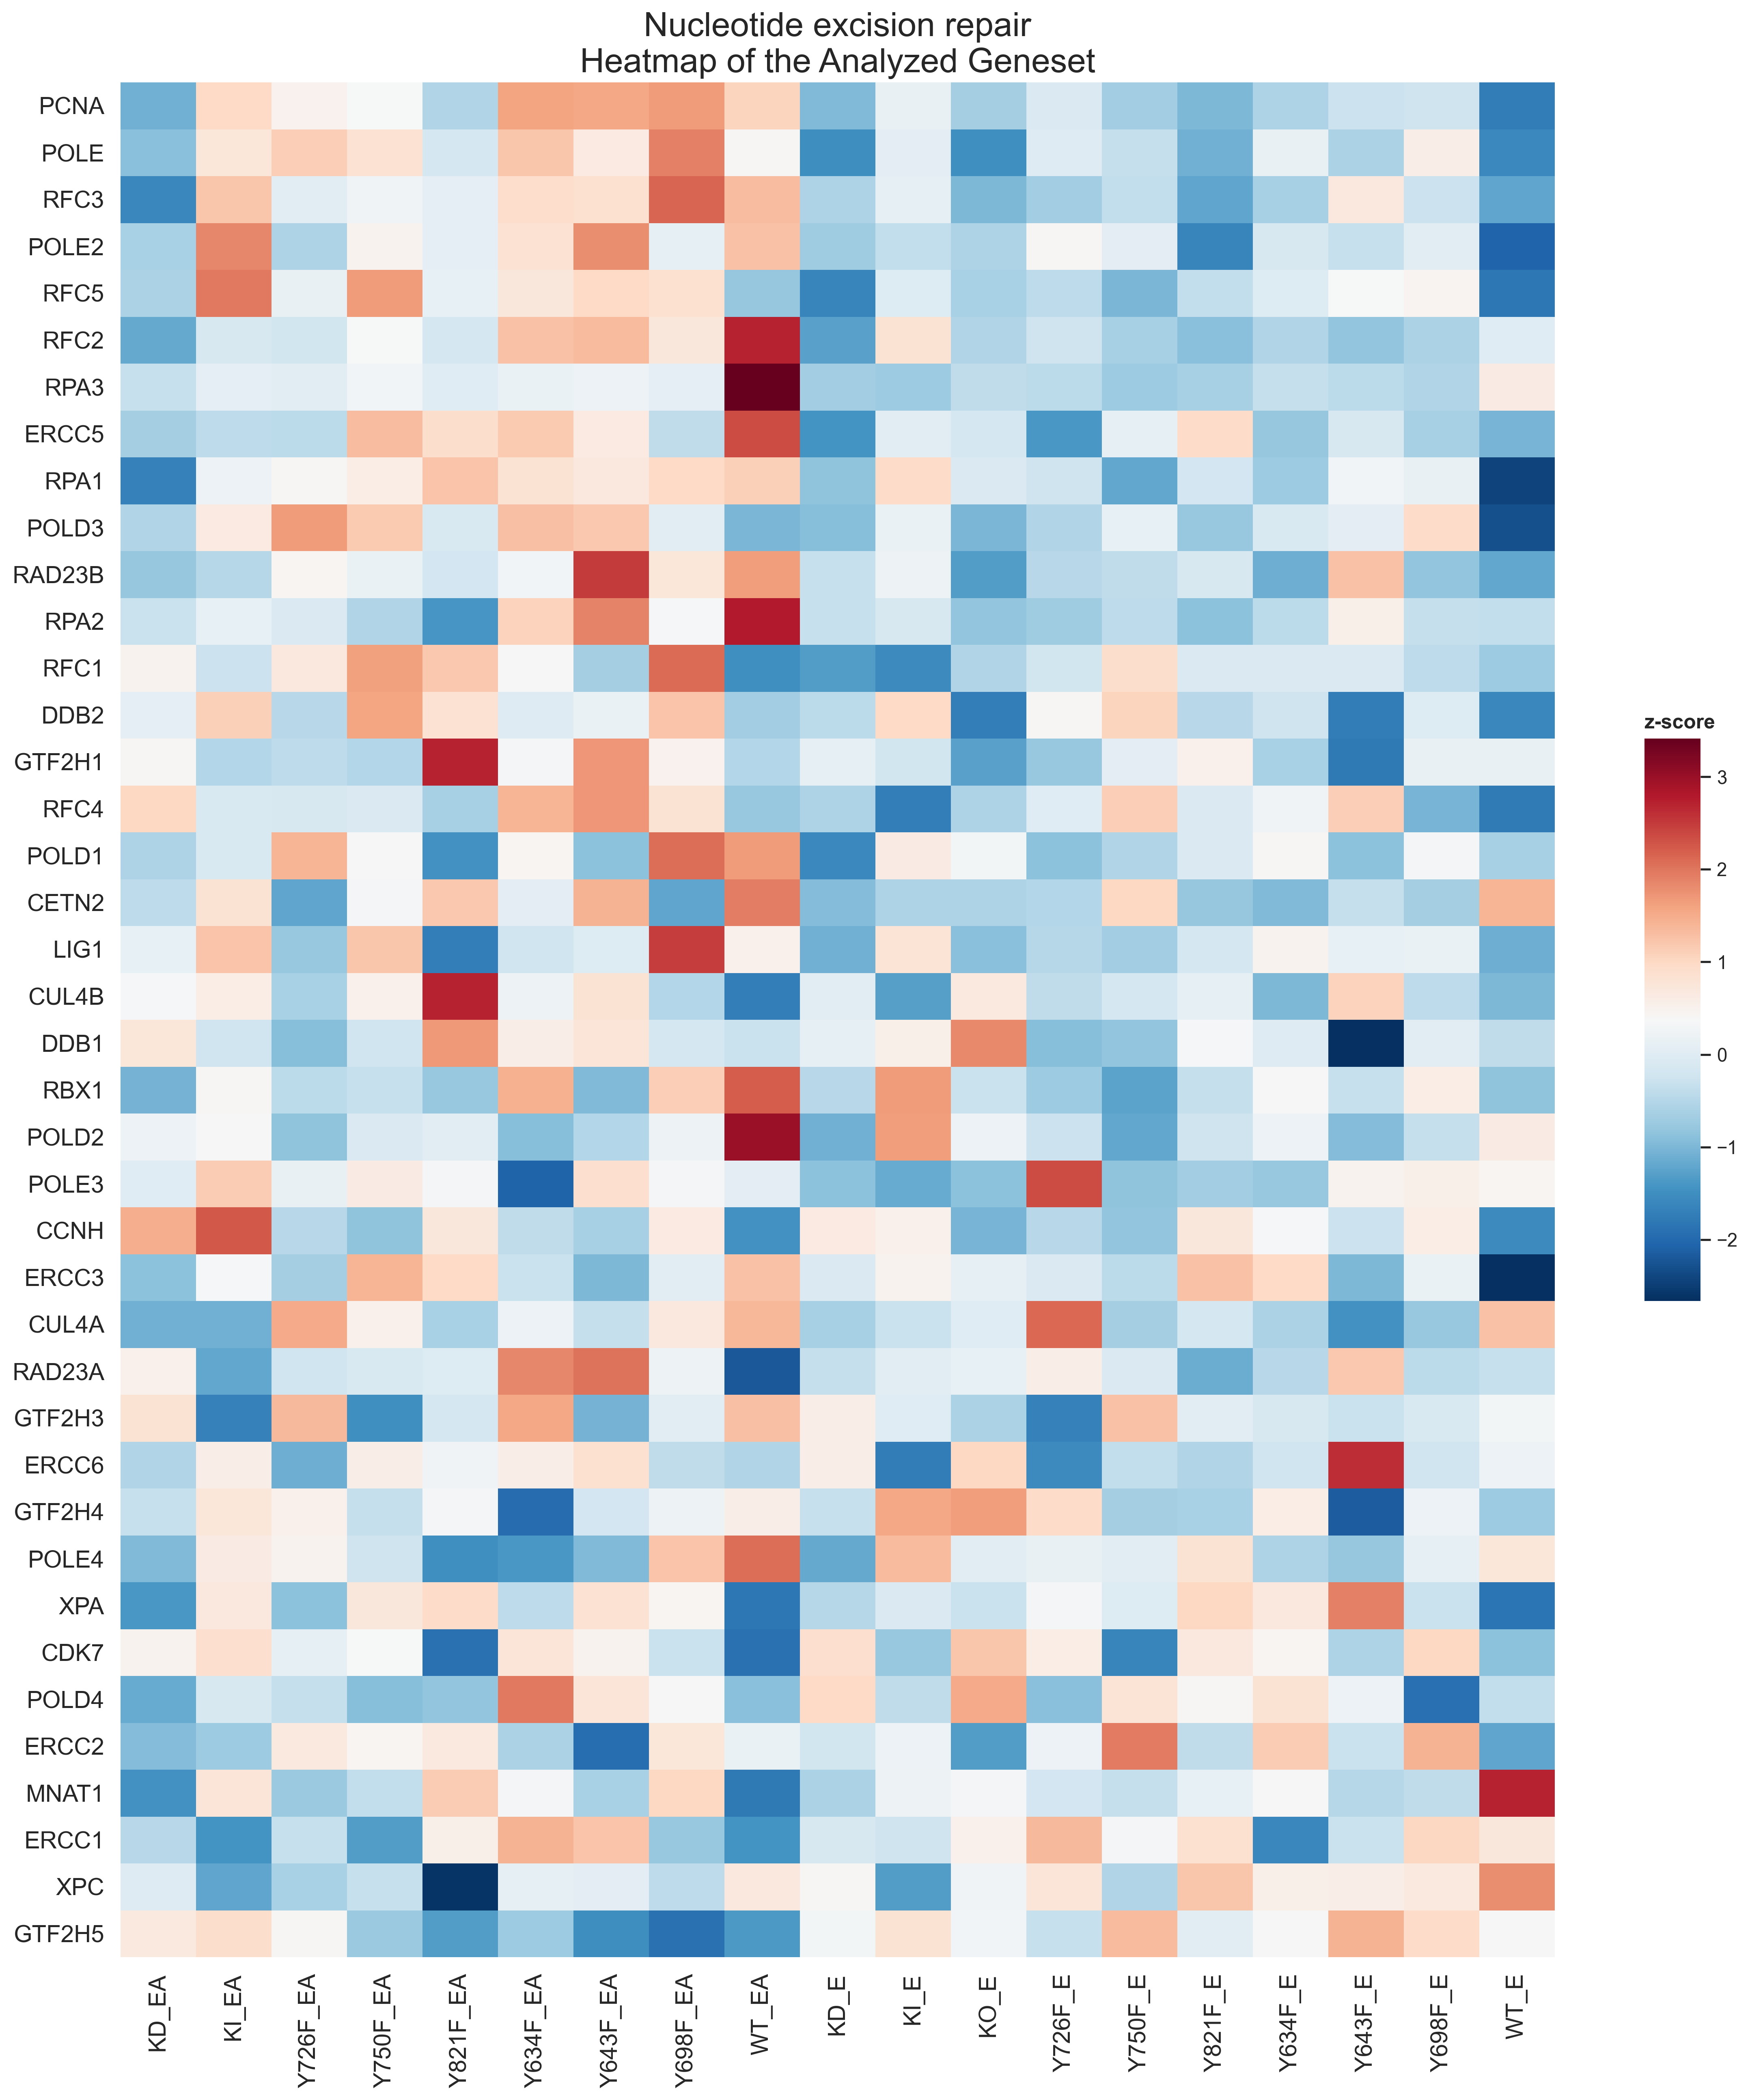 Nucleotide excision repair
Heatmap of the Analyzed Geneset
PCNA
POLE
RFC3
POLE2
RFC5
RFC2
RPA3
ERCC5
RPA1
POLD3
RAD23B
RPA2
RFC1
DDB2
GTF2H1
RFC4
POLD1
CETN2
LIG1
CUL4B
DDB1
RBX1
POLD2
POLE3
CCNH
ERCC3
CUL4A
RAD23A
GTF2H3
ERCC6
GTF2H4
POLE4
XPA
CDK7
POLD4
ERCC2
MNAT1
ERCC1
XPC
GTF2H5
KD_EA
KI_EA
Y726F_EA
Y750F_EA
Y821F_EA
Y634F_EA
Y643F_EA
Y698F_EA
WT_EA
KD_E
KI_E
KO_E
Y726F_E
Y750F_E
Y821F_E
Y634F_E
Y643F_E
Y698F_E
WT_E
z-score
3
2
1
0
−1
−2